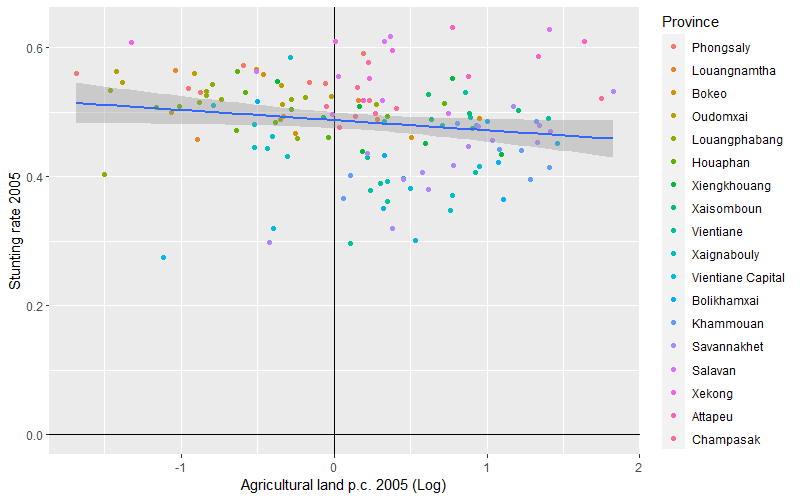 Province
Phongsaly
Louangnamtha
Bokeo
Oudomxai
Louangphabang
Houaphan
Xiengkhouang
Xaisomboun
Vientiane
Xaignabouly
Vientiane Capital
Bolikhamxai
Khammouan
Savannakhet
Salavan
Xekong
Attapeu
Champasak
Stunting rate 2005
0.6
0.4
0.2
0.0
-1
0
1
2
Agricultural land p.c. 2005 (Log)